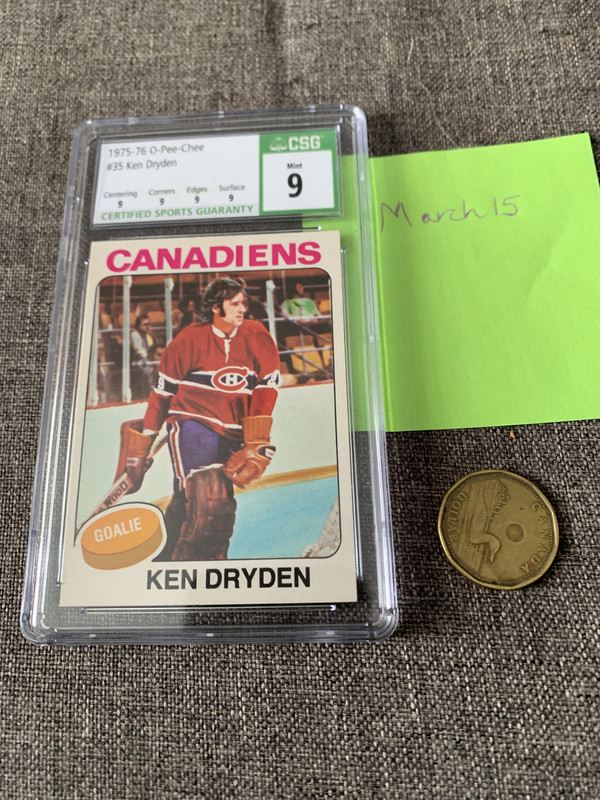 1975-76 O-Pee-Chee
#35 Ken Dryden
Centering Corners Edges Surface
9 9 9 9
CERTIFIED SPORTS GUARANTY
CSG
Mint
9
March 15
CANADIENS
GOALIE
KEN DRYDEN
CANADA
DOLLAR